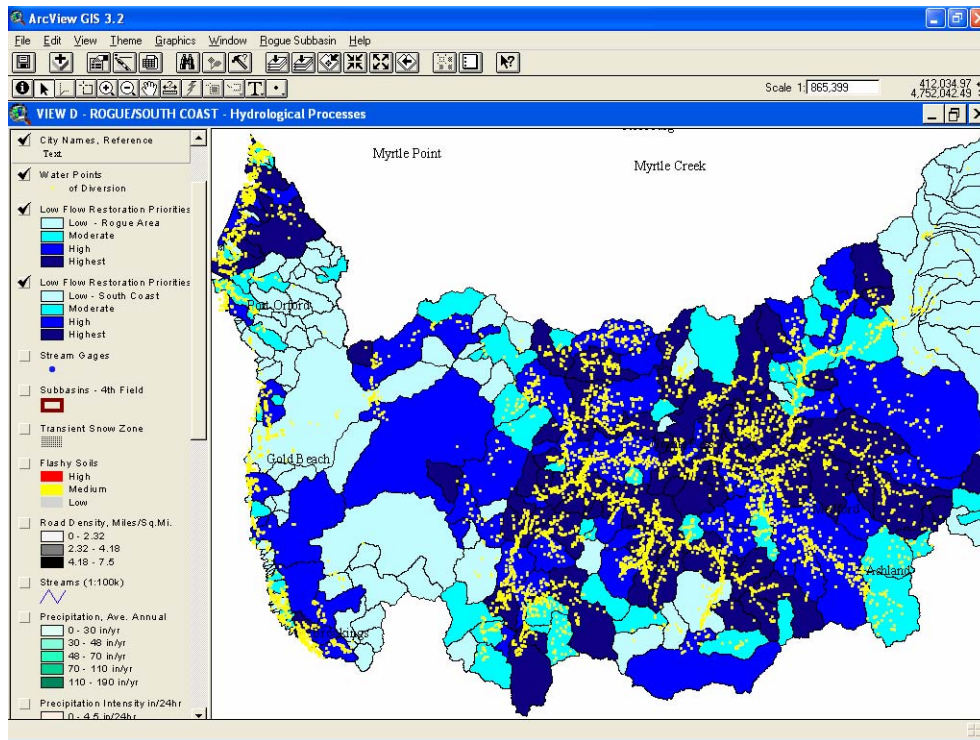 ArcView GIS 3.2
File Edit View Theme Graphics Window Rogue Subbasin Help
Scale 1: 865,399
412,034.97
4,752,042.49
VIEW D - ROGUE/SOUTH COAST - Hydrological Processes
City Names, Reference
Text
Water Points
of Diversion
Low Flow Restoration Priorities
Low - Rogue Area
Moderate
High
Highest
Low Flow Restoration Priorities
Low - South Coast
Moderate
High
Highest
Stream Gages
Subbasins - 4th Field
Transient Snow Zone
Flashy Soils
High
Medium
Low
Road Density, Miles/Sq.Mi.
0 - 2.32
2.32 - 4.18
4.18 - 7.5
Streams (1:100k)
Precipitation, Ave. Annual
0 - 30 in/yr
30 - 48 in/yr
48 - 70 in/yr
70 - 110 in/yr
110 - 190 in/yr
Precipitation Intensity in/24hr
0 - 4.5 in/24hr
Myrtle Point
Myrtle Creek
Port Orford
Gold Beach
Ashland